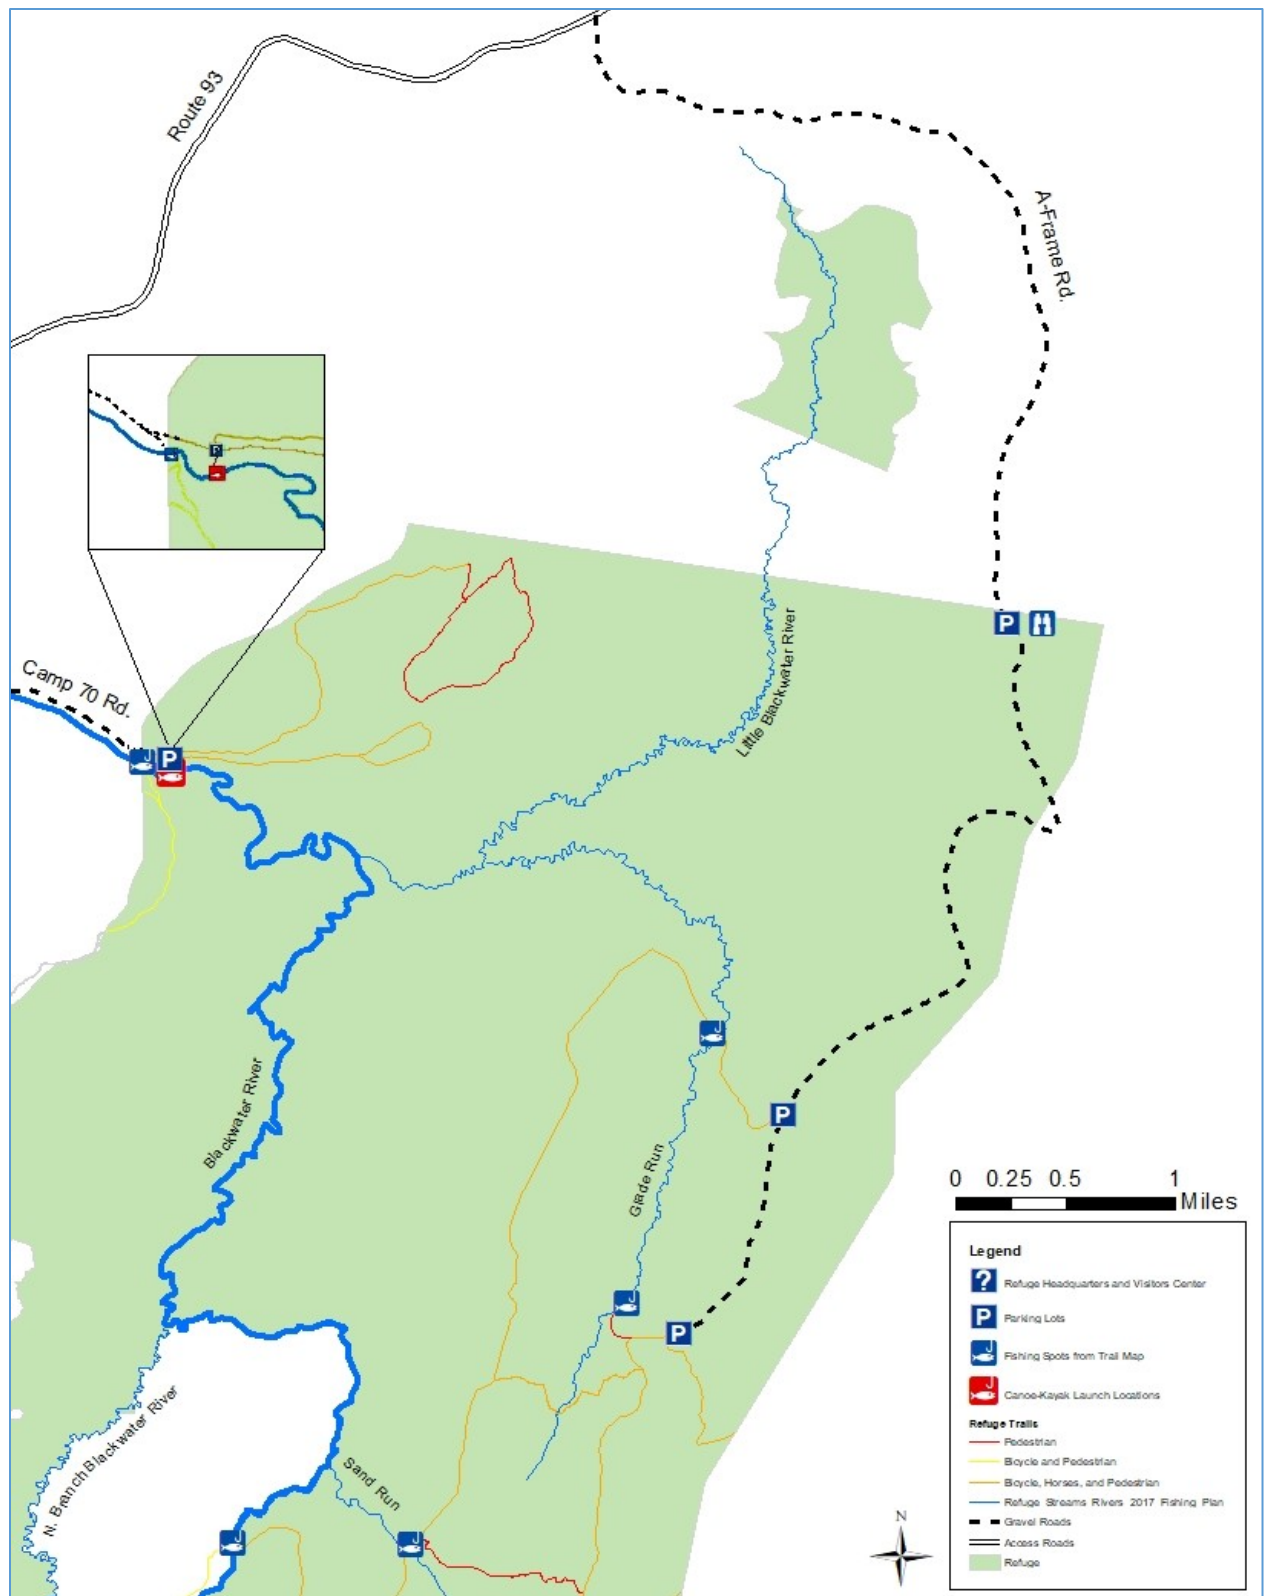 Route 93
A-Frame Rd.
P
Camp 70 Rd.
P
P
Little Blackwater River
Blackwater River
P
Glade Run
P
N. Branch Blackwater River
Sand Run
0 0.25 0.5 1
Miles
Legend
? Refuge Headquarters and Visitors Center
P Parking Lots
Fishing Spots from Trail Map
Canoe-Kayak Launch Locations
Refuge Trails
Pedestrian
Bicycle and Pedestrian
Bicycle, Horses, and Pedestrian
Refuge Streams Rivers 2017 Fishing Plan
Gravel Roads
Access Roads
Refuge
N